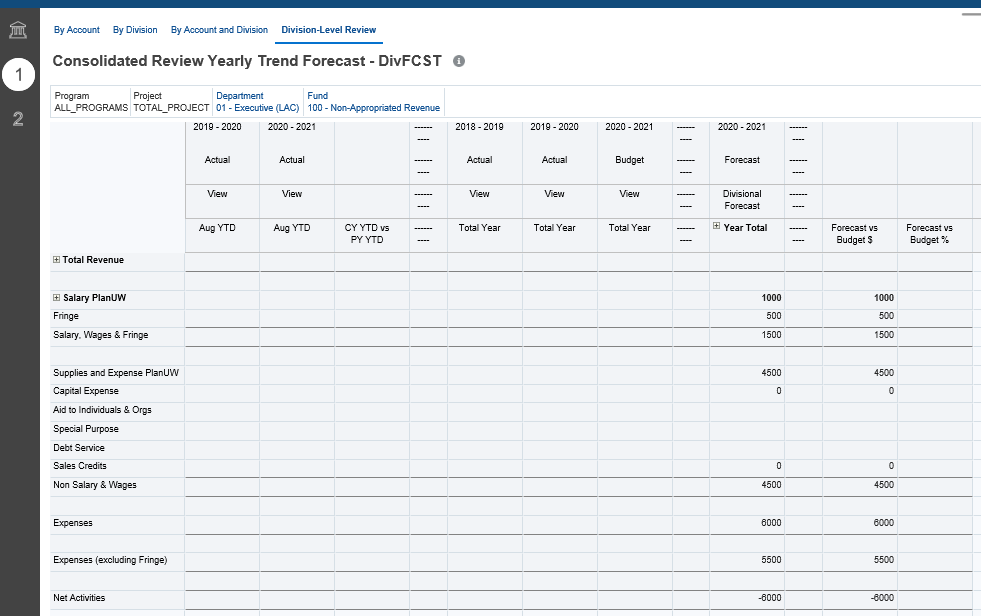 By Account By Division By Account and Division Division-Level Review
1
Consolidated Review Yearly Trend Forecast - DivFCST i
2
Program Project Department Fund
ALL_PROGRAMS TOTAL_PROJECT 01 - Executive (LAC) 100 - Non-Appropriated Revenue
2019 - 2020 2020 - 2021 ------ 2018 - 2019 2019 - 2020 2020 - 2021 ------ 2020 - 2021 ------
---- ---- ----
Actual Actual ------ Actual Actual Budget ------ Forecast ------
---- ---- ----
View View ------ View View View ------ Divisional ------
---- ---- Forecast ----
Aug YTD Aug YTD CY YTD vs ------ Total Year Total Year Total Year ------ Year Total ------ Forecast vs Forecast vs
PY YTD ---- ---- ---- Budget $ Budget %
Total Revenue
Salary PlanUW 1000 1000
Fringe 500 500
Salary, Wages & Fringe 1500 1500
Supplies and Expense PlanUW 4500 4500
Capital Expense 0 0
Aid to Individuals & Orgs
Special Purpose
Debt Service
Sales Credits 0 0
Non Salary & Wages 4500 4500
Expenses 6000 6000
Expenses (excluding Fringe) 5500 5500
Net Activities -6000 -6000